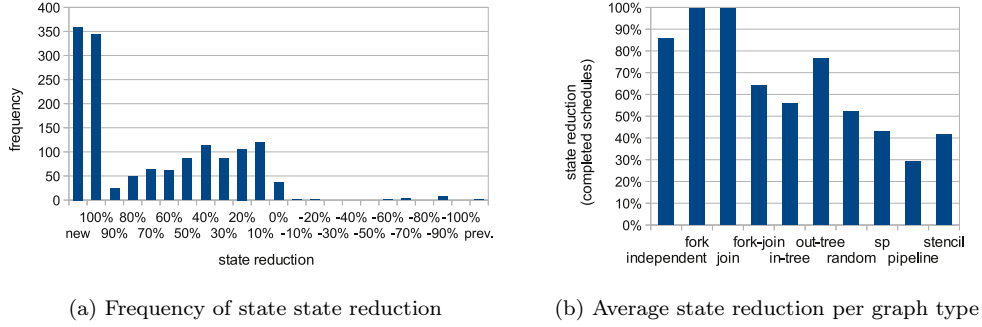 400
350
300
250
200
150
100
50
0
frequency
100% 80% 60% 40% 20% 0% -20% -40% -60% -80% -100%
new 90% 70% 50% 30% 10% -10% -30% -50% -70% -90% prev.
state reduction
(a) Frequency of state state reduction
100%
90%
80%
70%
60%
50%
40%
30%
20%
10%
0%
state reduction
(completed schedules)
fork fork-join out-tree sp stencil
independent join in-tree random pipeline
(b) Average state reduction per graph type